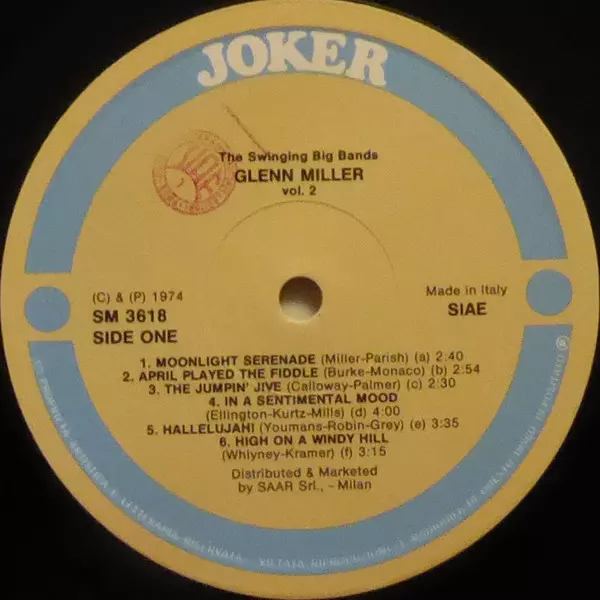 JOKER
The Swinging Big Bands
GLENN MILLER
vol. 2
(C) & (P) 1974
SM 3618
SIDE ONE
Made in Italy
SIAE
1. MOONLIGHT SERENADE (Miller-Parish) (a) 2:40
2. APRIL PLAYED THE FIDDLE (Burke-Monaco) (b) 2:54
3. THE JUMPIN' JIVE (Calloway-Palmer) (c) 2:30
4. IN A SENTIMENTAL MOOD
(Ellington-Kurtz-Mills) (d) 4:00
5. HALLELUJAH! (Youmans-Robin-Grey) (e) 3:35
6. HIGH ON A WINDY HILL
(Whiyney-Kramer) (f) 3:15
Distributed & Marketed
by SAAR Srl., - Milan